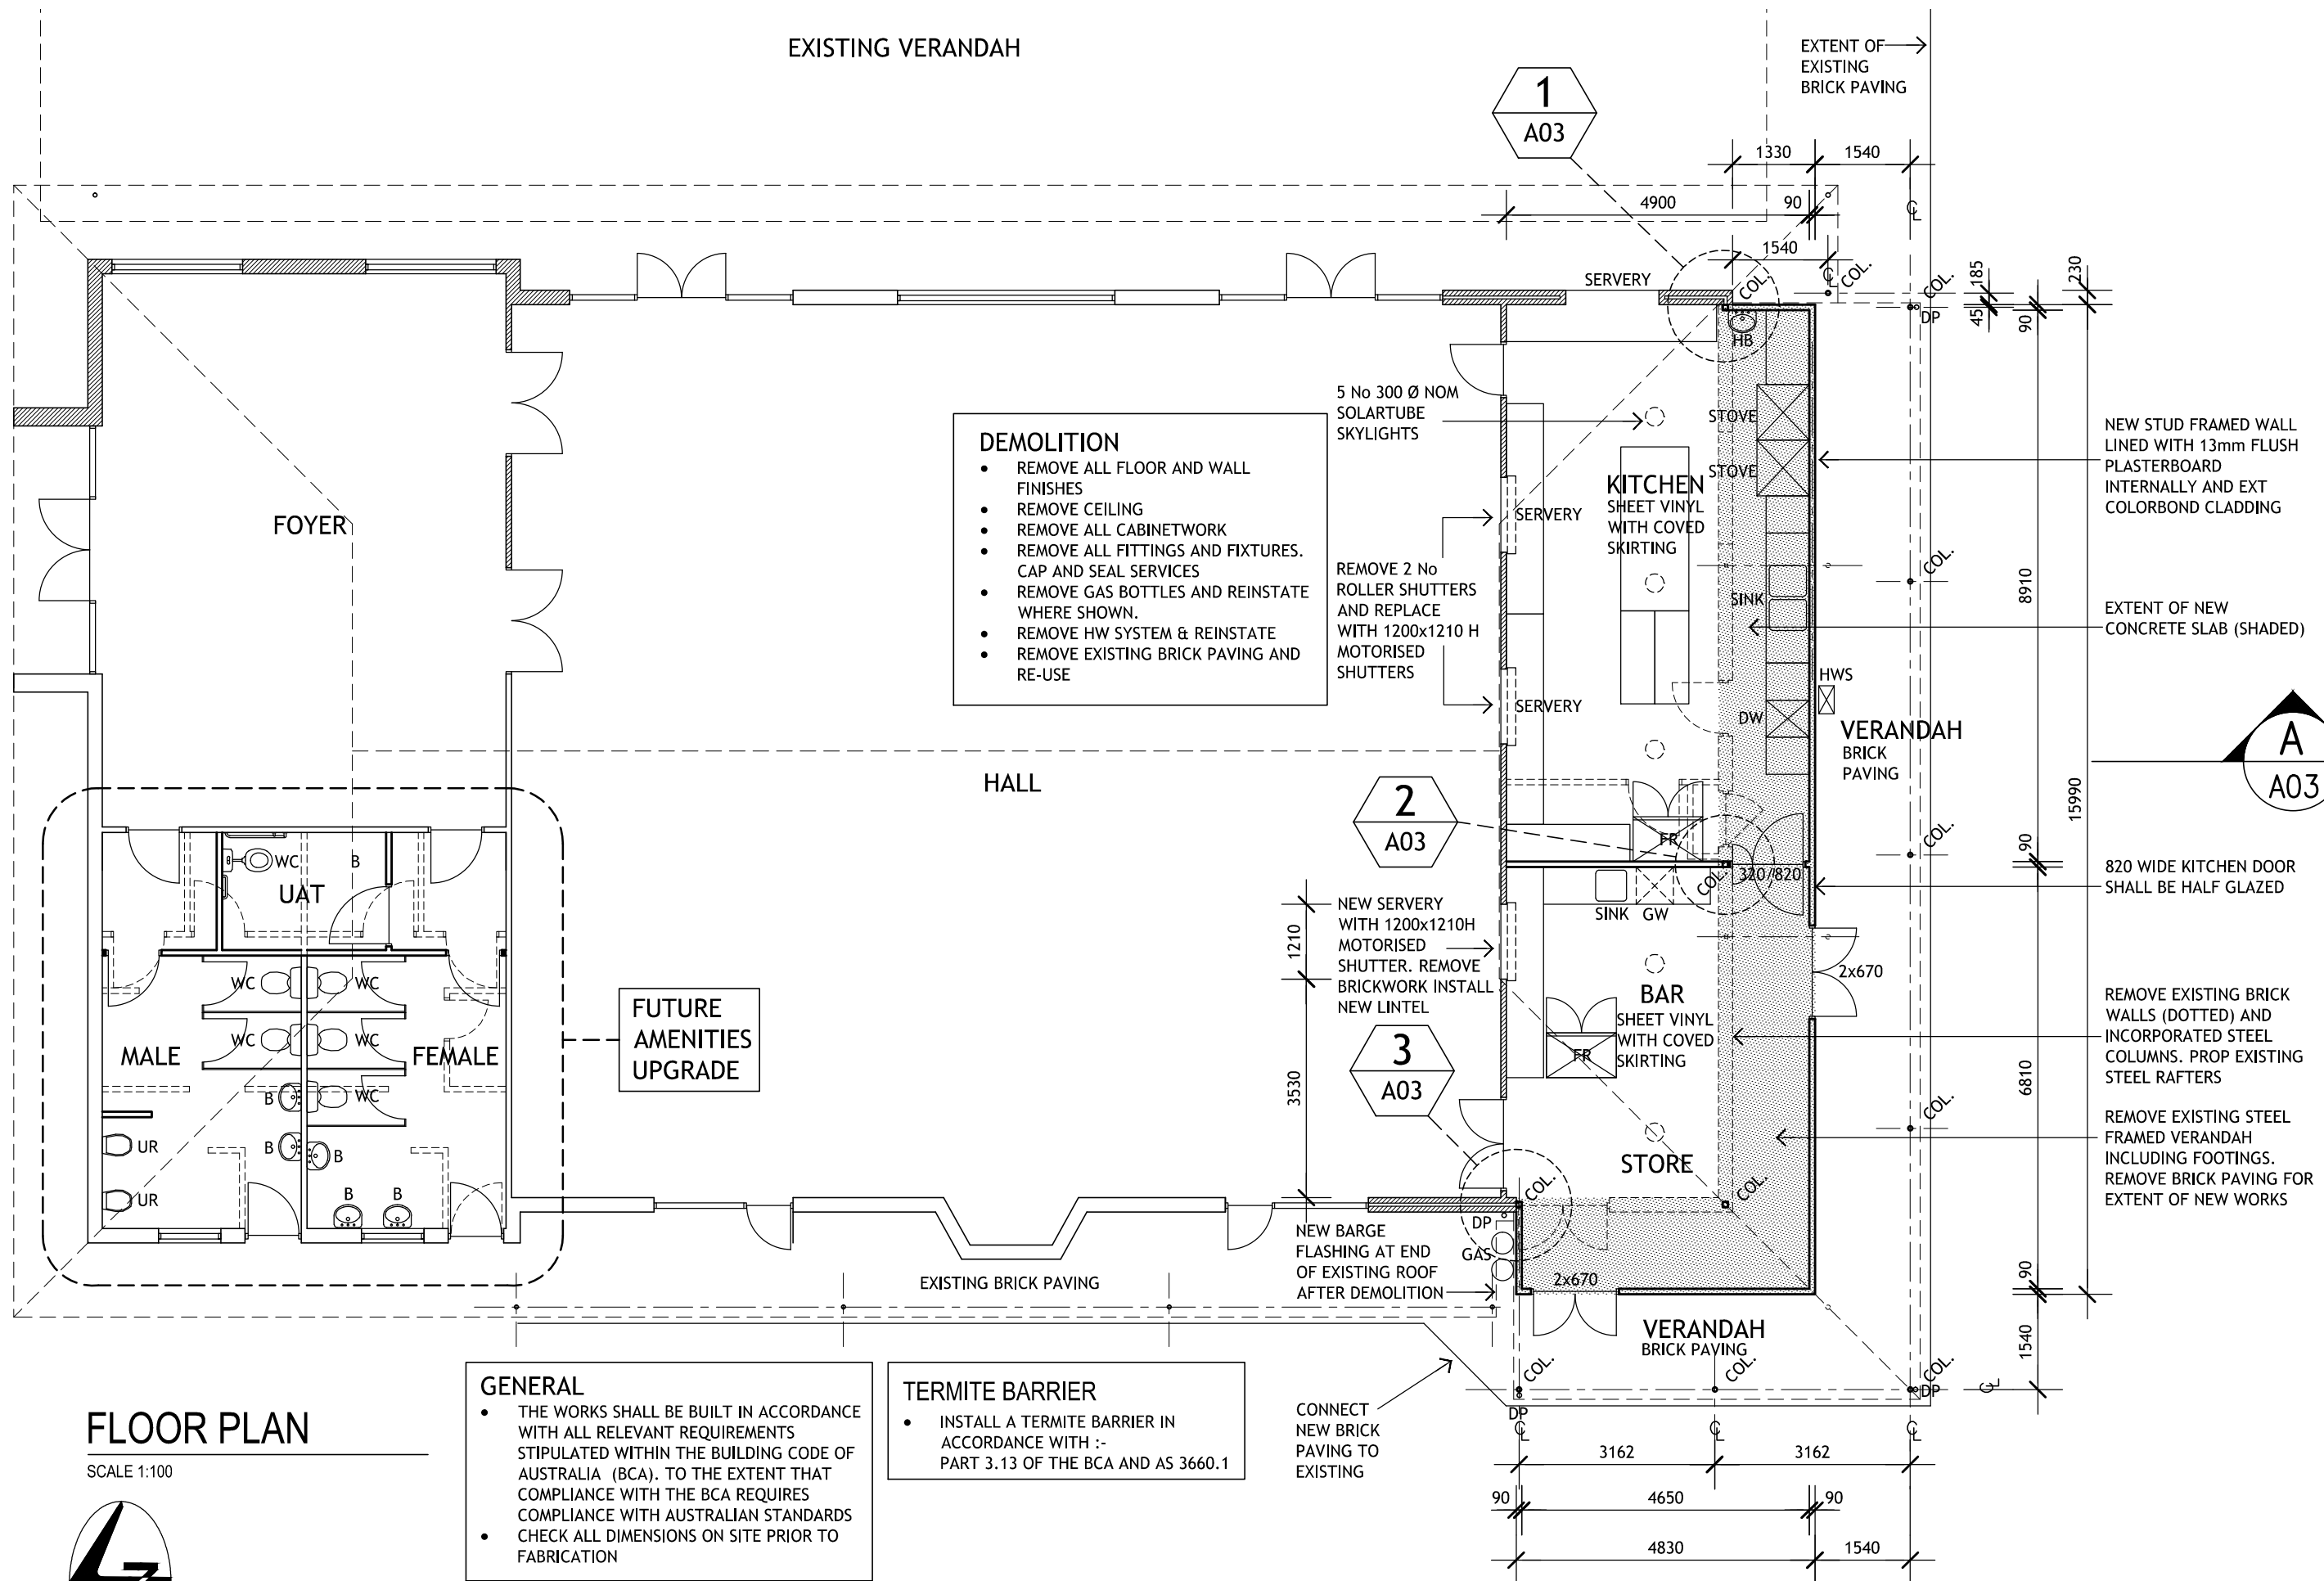 EXISTING VERANDAH
EXTENT OF
EXISTING
BRICK PAVING
1
A03
1330
1540
4900
90
1540
CL
CL
COL.
COL.
COL.
185
45
230
90
DP
SERVERY
HB
5 No 300 Ø NOM
SOLARTUBE
SKYLIGHTS
STOVE
STOVE
NEW STUD FRAMED WALL
LINED WITH 13mm FLUSH
PLASTERBOARD
INTERNALLY AND EXT
COLORBOND CLADDING
DEMOLITION
• REMOVE ALL FLOOR AND WALL
FINISHES
• REMOVE CEILING
• REMOVE ALL CABINETWORK
• REMOVE ALL FITTINGS AND FIXTURES.
CAP AND SEAL SERVICES
• REMOVE GAS BOTTLES AND REINSTATE
WHERE SHOWN.
• REMOVE HW SYSTEM & REINSTATE
• REMOVE EXISTING BRICK PAVING AND
RE-USE
KITCHEN
SHEET VINYL
WITH COVED
SKIRTING
SERVERY
FOYER
REMOVE 2 No
ROLLER SHUTTERS
AND REPLACE
WITH 1200x1210 H
MOTORISED
SHUTTERS
SERVERY
SINK
COL.
8910
EXTENT OF NEW
CONCRETE SLAB (SHADED)
HWS
DW
VERANDAH
BRICK
PAVING
A
A03
15990
HALL
2
A03
FR
COL.
90
320/820
COL.
820 WIDE KITCHEN DOOR
SHALL BE HALF GLAZED
WC
B
UAT
SINK
GW
NEW SERVERY
WITH 1200x1210H
MOTORISED
SHUTTER. REMOVE
BRICKWORK INSTALL
NEW LINTEL
1210
3530
2x670
WC
WC
WC
WC
WC
MALE
FEMALE
B
B
B
UR
UR
B
B
FUTURE
AMENITIES
UPGRADE
BAR
SHEET VINYL
WITH COVED
SKIRTING
FR
3
A03
REMOVE EXISTING BRICK
WALLS (DOTTED) AND
INCORPORATED STEEL
COLUMNS. PROP EXISTING
STEEL RAFTERS
6810
COL.
REMOVE EXISTING STEEL
FRAMED VERANDAH
INCLUDING FOOTINGS.
REMOVE BRICK PAVING FOR
EXTENT OF NEW WORKS
STORE
COL.
COL.
DP
GAS
NEW BARGE
FLASHING AT END
OF EXISTING ROOF
AFTER DEMOLITION
EXISTING BRICK PAVING
2x670
90
1540
VERANDAH
BRICK PAVING
COL.
COL.
COL.
DP
DP
CL
CL
CL
CL
CONNECT
NEW BRICK
PAVING TO
EXISTING
3162
3162
90
4650
90
4830
1540
GENERAL
• THE WORKS SHALL BE BUILT IN ACCORDANCE
WITH ALL RELEVANT REQUIREMENTS
STIPULATED WITHIN THE BUILDING CODE OF
AUSTRALIA (BCA). TO THE EXTENT THAT
COMPLIANCE WITH THE BCA REQUIRES
COMPLIANCE WITH AUSTRALIAN STANDARDS
• CHECK ALL DIMENSIONS ON SITE PRIOR TO
FABRICATION
TERMITE BARRIER
• INSTALL A TERMITE BARRIER IN
ACCORDANCE WITH :-
PART 3.13 OF THE BCA AND AS 3660.1
FLOOR PLAN
SCALE 1:100